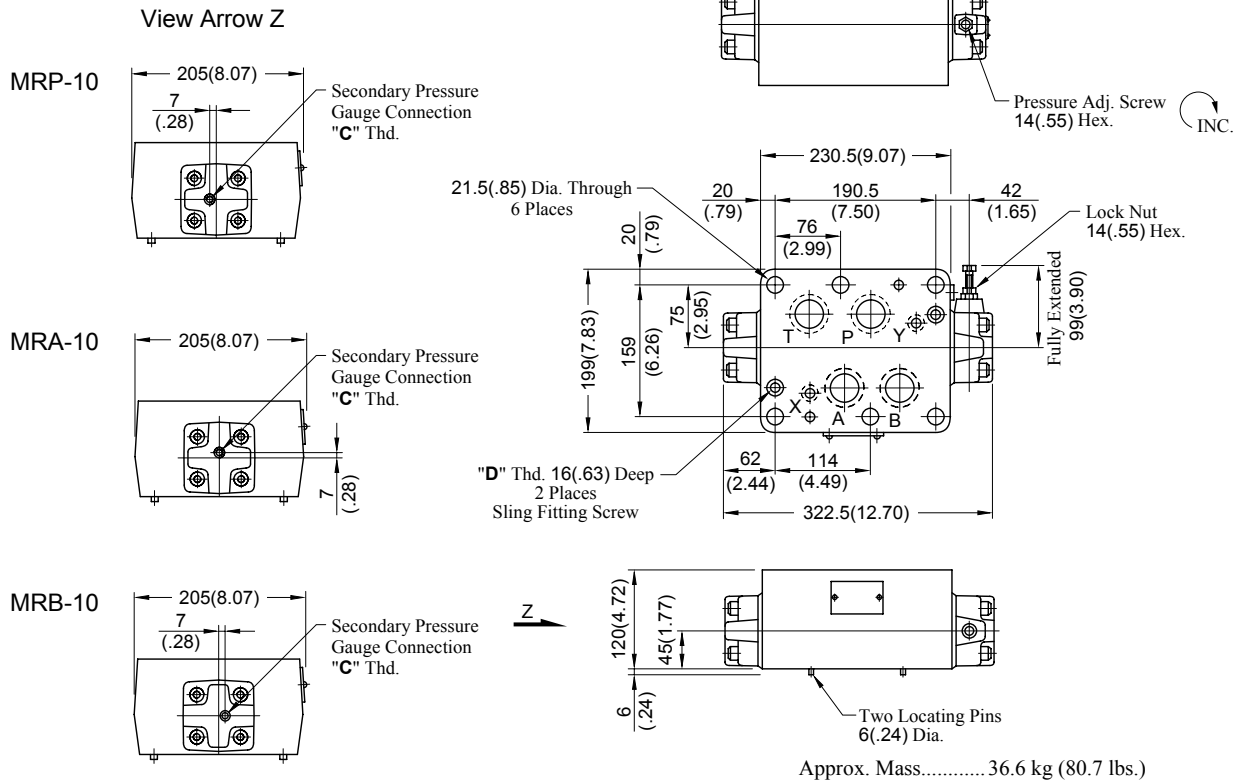 View Arrow Z
MRP-10
205(8.07)
7
(.28)
Secondary Pressure
Gauge Connection
"C" Thd.
Pressure Adj. Screw
14(.55) Hex.
INC.
230.5(9.07)
21.5(.85) Dia. Through
6 Places
20
(.79)
190.5
(7.50)
42
(1.65)
Lock Nut
14(.55) Hex.
76
(2.99)
20
(.79)
Fully Extended
99(3.90)
199(7.83)
159
(6.26)
75
(2.95)
T
P
Y
X
A
B
MRA-10
205(8.07)
Secondary Pressure
Gauge Connection
"C" Thd.
7
(.28)
"D" Thd. 16(.63) Deep
2 Places
Sling Fitting Screw
62
(2.44)
114
(4.49)
322.5(12.70)
MRB-10
205(8.07)
7
(.28)
Secondary Pressure
Gauge Connection
"C" Thd.
Z
120(4.72)
45(1.77)
6
(.24)
Two Locating Pins
6(.24) Dia.
Approx. Mass............ 36.6 kg (80.7 lbs.)